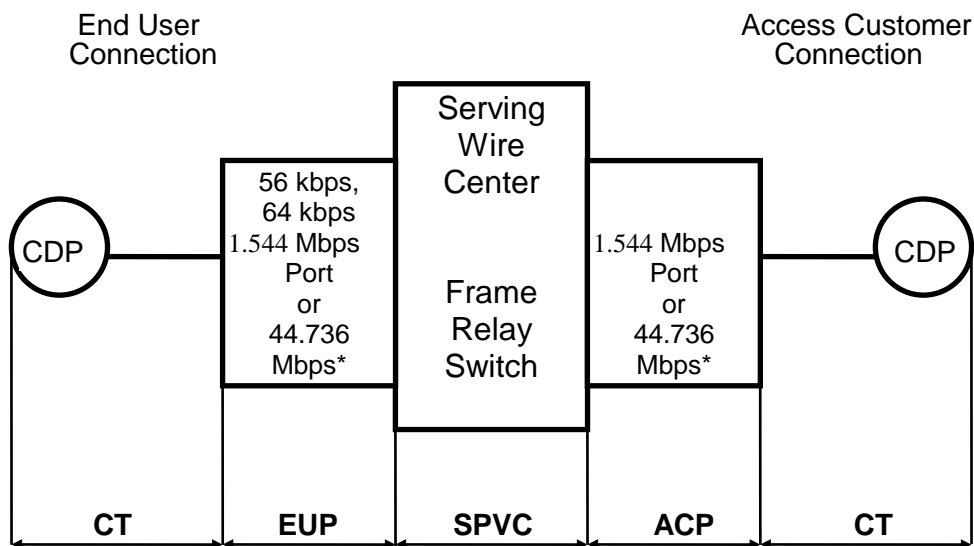 End User
Connection
Access Customer
Connection
CDP
56 kbps,
64 kbps
1.544 Mbps
Port
or
44.736
Mbps*
Serving
Wire
Center
Frame
Relay
Switch
1.544 Mbps
Port
or
44.736
Mbps*
CDP
CT
EUP
SPVC
ACP
CT